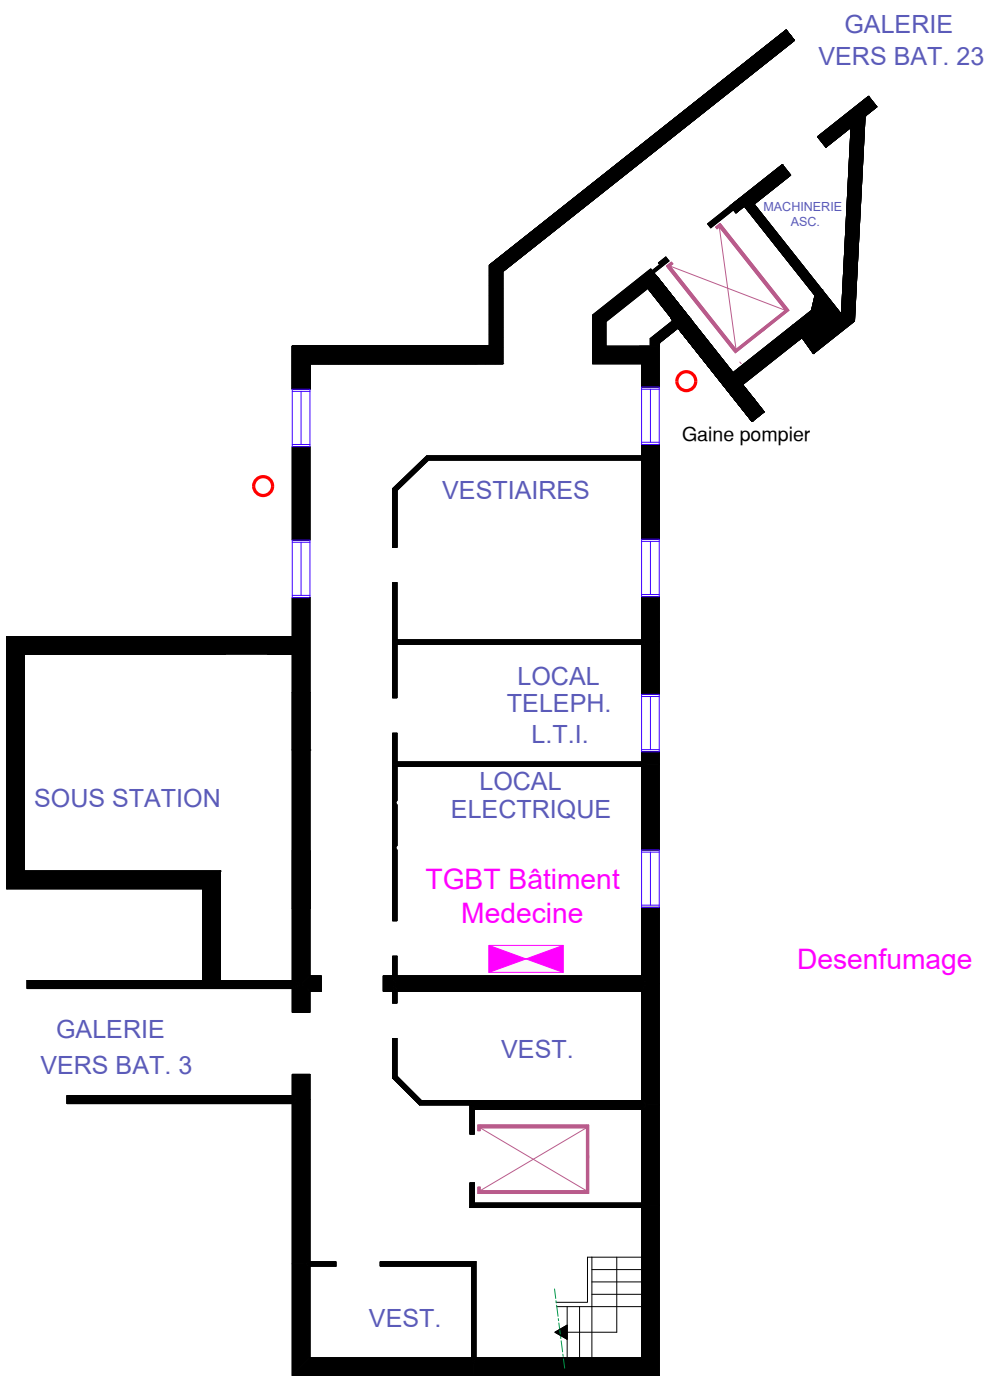 GALERIE
VERS BAT. 23
MACHINERIE
ASC.
Gaine pompier
VESTIAIRES
LOCAL
TELEPH.
L.T.I.
LOCAL
ELECTRIQUE
SOUS STATION
TGBT Bâtiment
Medecine
Desenfumage
GALERIE
VERS BAT. 3
VEST.
VEST.